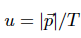 u = |p⃗|/T